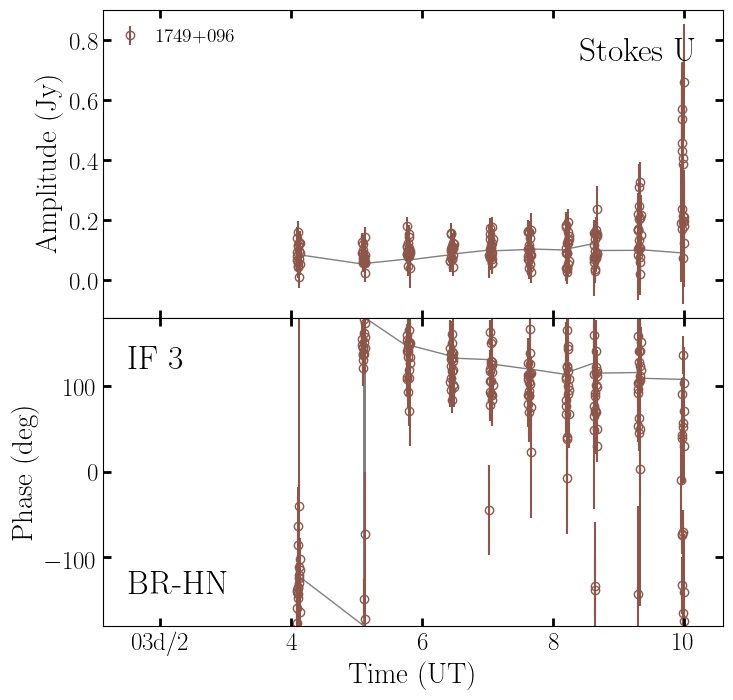 1749+096
Stokes U
Amplitude (Jy)
0.8
0.6
0.4
0.2
0.0
IF 3
BR-HN
Phase (deg)
100
0
−100
03d/2 4 6 8 10
Time (UT)